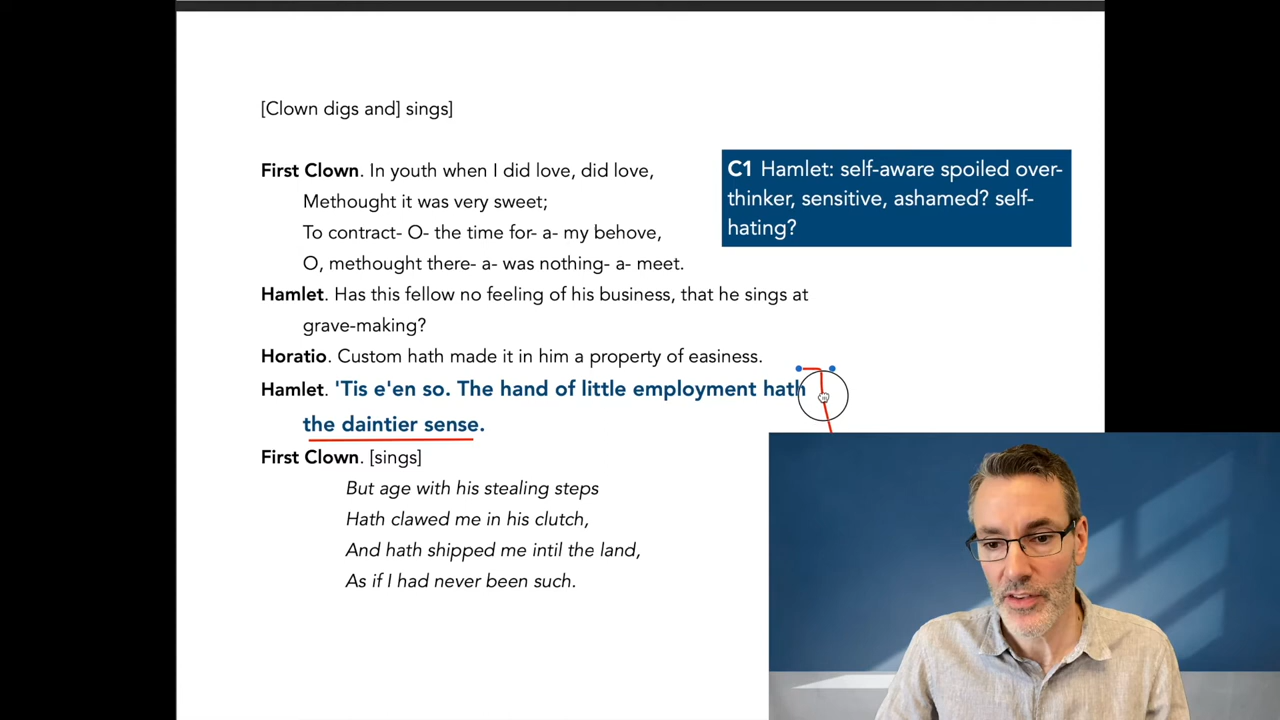 [Clown digs and] sings]
First Clown. In youth when I did love, did love,
Methought it was very sweet;
To contract- O- the time for- a- my behove,
O, methought there- a- was nothing- a- meet.
Hamlet. Has this fellow no feeling of his business, that he sings at
grave-making?
Horatio. Custom hath made it in him a property of easiness.
Hamlet. 'Tis e'en so. The hand of little employment hath
the daintier sense.
First Clown. [sings]
But age with his stealing steps
Hath clawed me in his clutch,
And hath shipped me intil the land,
As if I had never been such.
C1 Hamlet: self-aware spoiled over-
thinker, sensitive, ashamed? self-
hating?